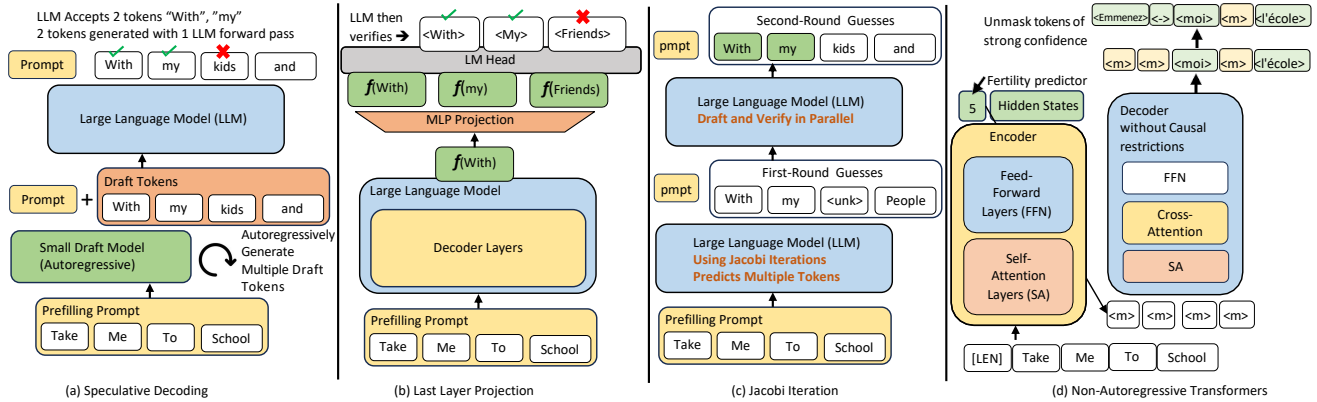 LLM Accepts 2 tokens "With", "my"
2 tokens generated with 1 LLM forward pass
Prompt
With my kids and
Large Language Model (LLM)
Prompt +
Draft Tokens
With my kids and
Small Draft Model
(Autoregressive)
Autoregressively
Generate
Multiple Draft
Tokens
Prefilling Prompt
Take Me To School
(a) Speculative Decoding
LLM then
verifies ➔
<With> <My> <Friends>
LM Head
f(With) f(my) f(Friends)
MLP Projection
f(With)
Large Language Model
Decoder Layers
Prefilling Prompt
Take Me To School
(b) Last Layer Projection
Second-Round Guesses
pmpt
With my kids and
Large Language Model (LLM)
Draft and Verify in Parallel
First-Round Guesses
pmpt
With my <unk> People
Large Language Model (LLM)
Using Jacobi Iterations
Predicts Multiple Tokens
Prefilling Prompt
Take Me To School
(c) Jacobi Iteration
Unmask tokens of
strong confidence
<Emmenez> <-> <moi> <m> <l'école>
<m> <m> <moi> <m> <l'école>
Fertility predictor
5 Hidden States
Encoder
Feed-
Forward
Layers (FFN)
Self-
Attention
Layers (SA)
Decoder
without Causal
restrictions
FFN
Cross-
Attention
SA
<m> <m> <m> <m>
[LEN] Take Me To School
(d) Non-Autoregressive Transformers